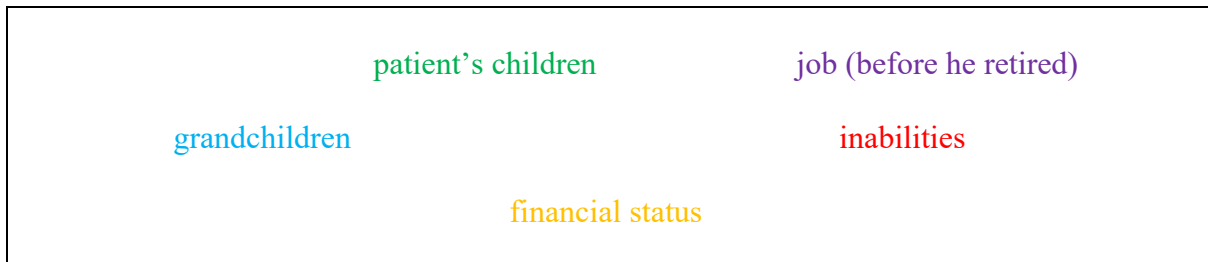 patient’s children job (before he retired)
grandchildren inabilities
financial status